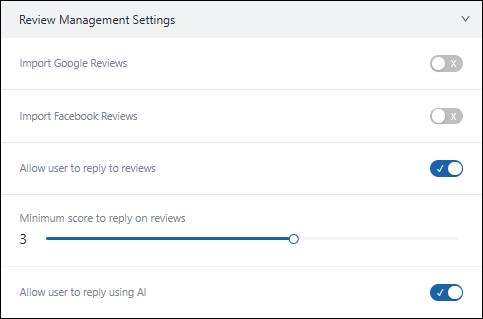 Review Management Settings
Import Google Reviews
X
Import Facebook Reviews
X
Allow user to reply to reviews
Minimum score to reply on reviews
3
Allow user to reply using AI